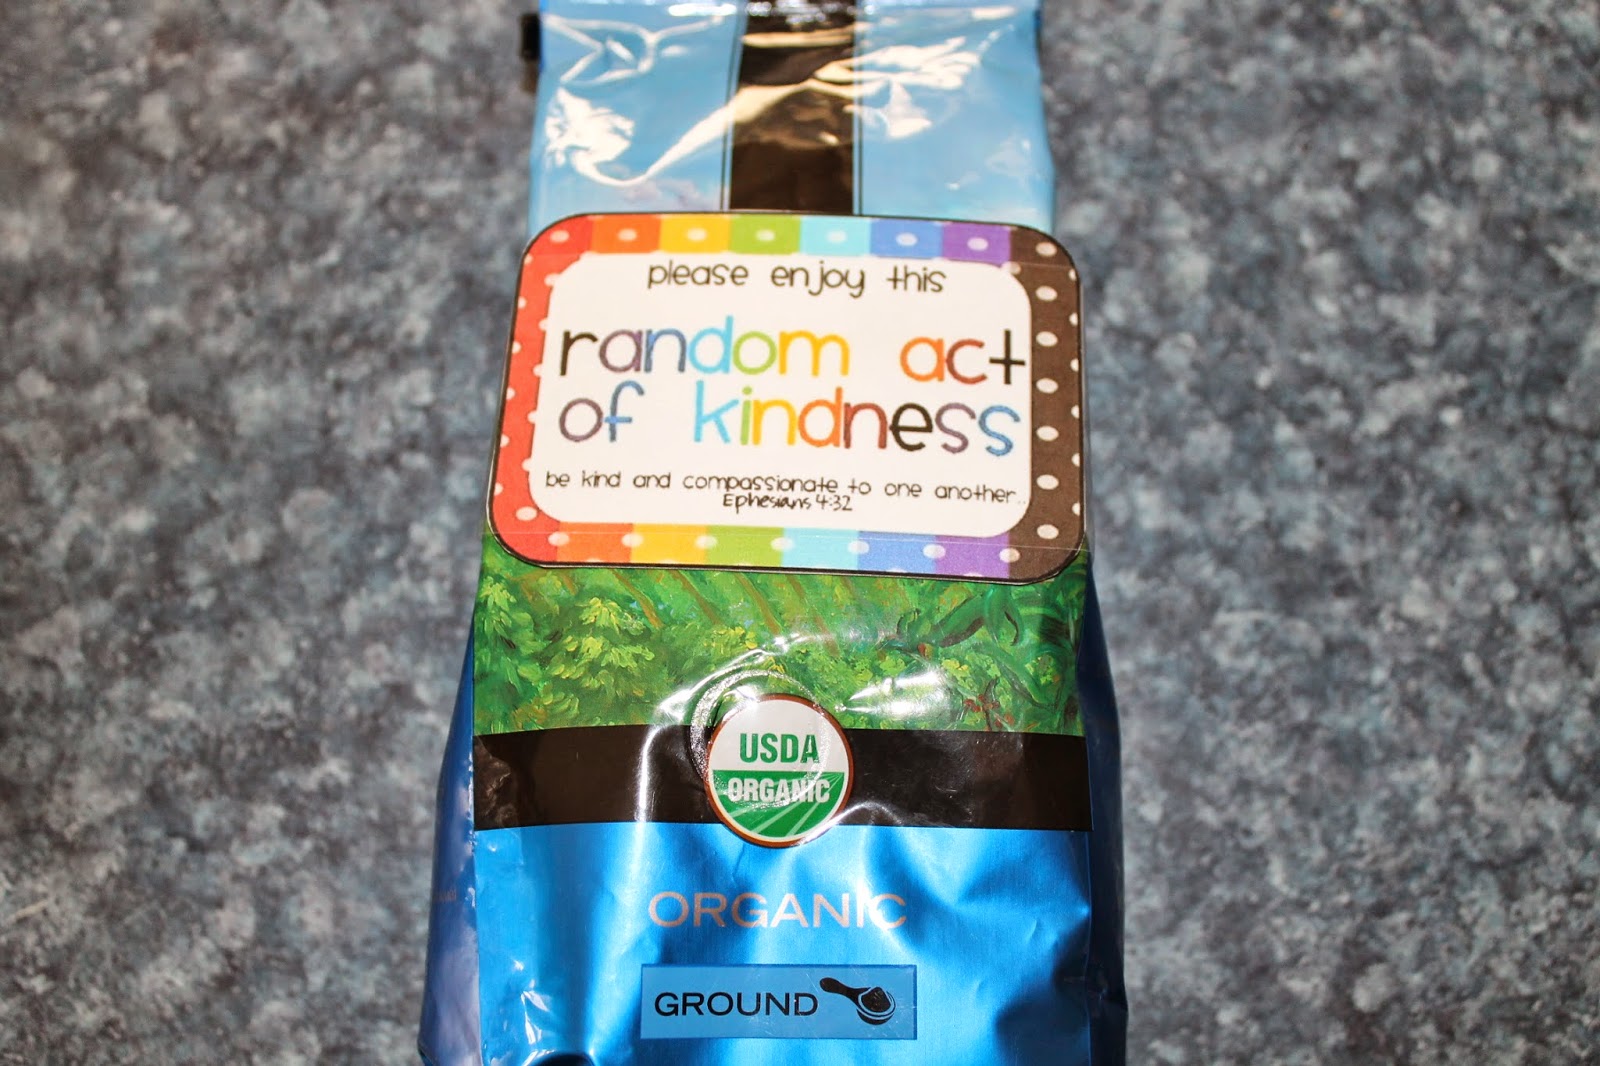 please enjoy this
random act
of kindness
be kind and compassionate to one another...
Ephesians 4:32
USDA
ORGANIC
ORGANIC
GROUND